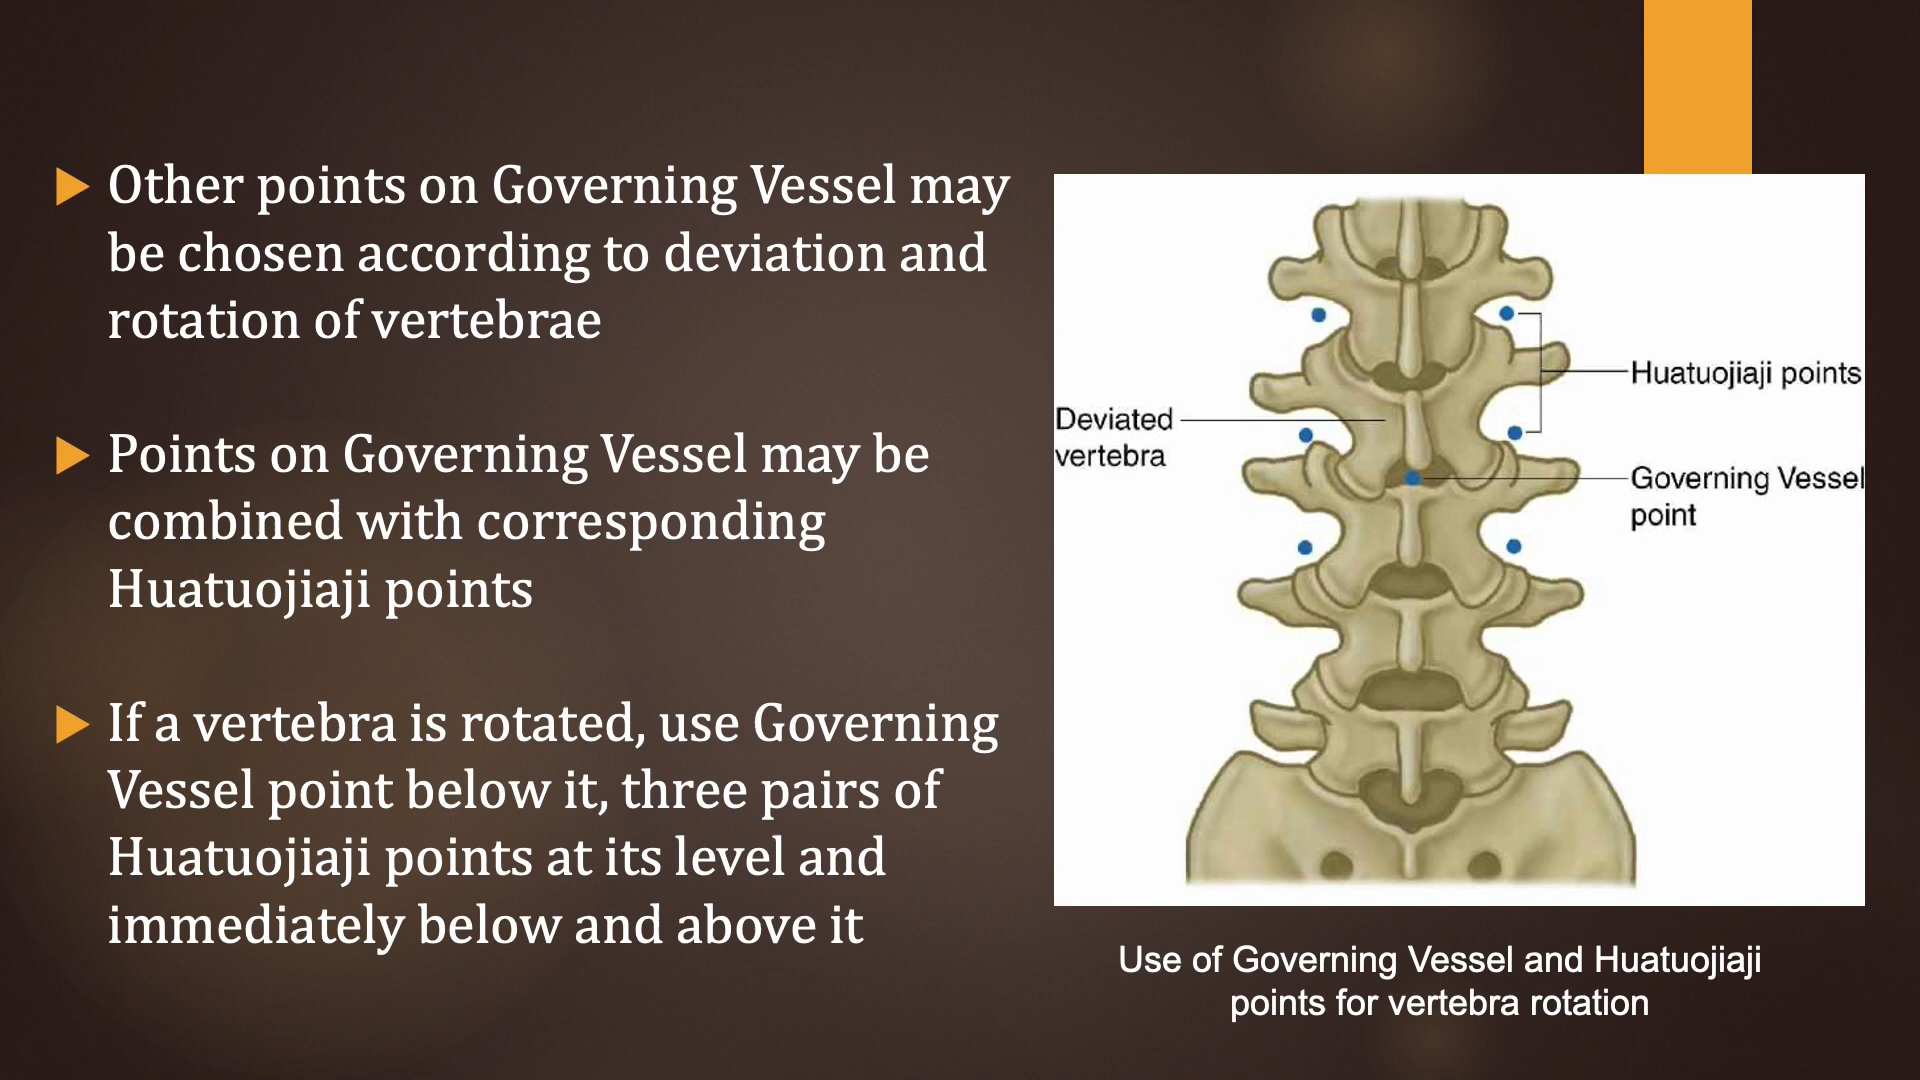 Other points on Governing Vessel may
be chosen according to deviation and
rotation of vertebrae
Points on Governing Vessel may be
combined with corresponding
Huatuojiaji points
If a vertebra is rotated, use Governing
Vessel point below it, three pairs of
Huatuojiaji points at its level and
immediately below and above it
Huatuojiaji points
Deviated
vertebra
Governing Vessel
point
Use of Governing Vessel and Huatuojiaji
points for vertebra rotation